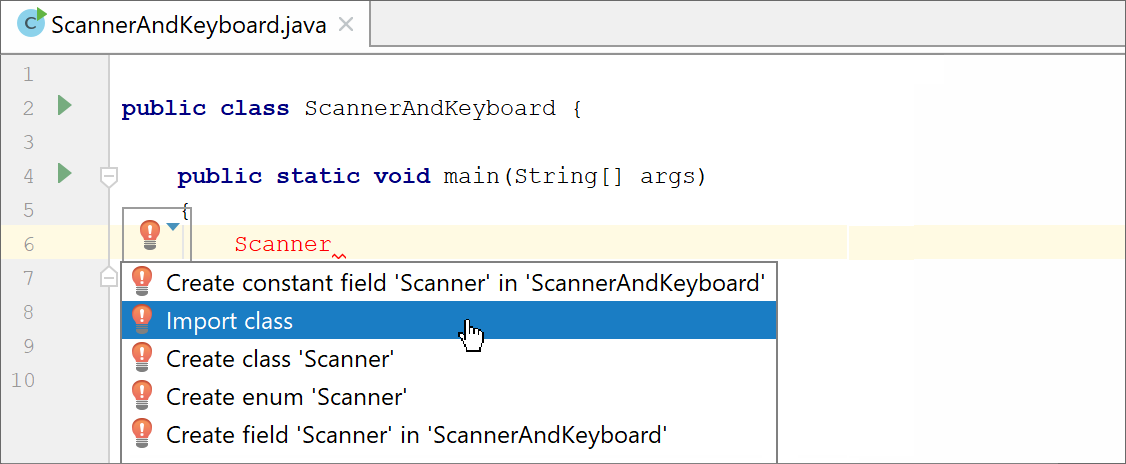 C ScannerAndKeyboard.java
1
2 public class ScannerAndKeyboard {
3
4 public static void main(String[] args)
5 {
6 Scanner
7 Create constant field 'Scanner' in 'ScannerAndKeyboard'
8 Import class
9 Create class 'Scanner'
10 Create enum 'Scanner'
Create field 'Scanner' in 'ScannerAndKeyboard'